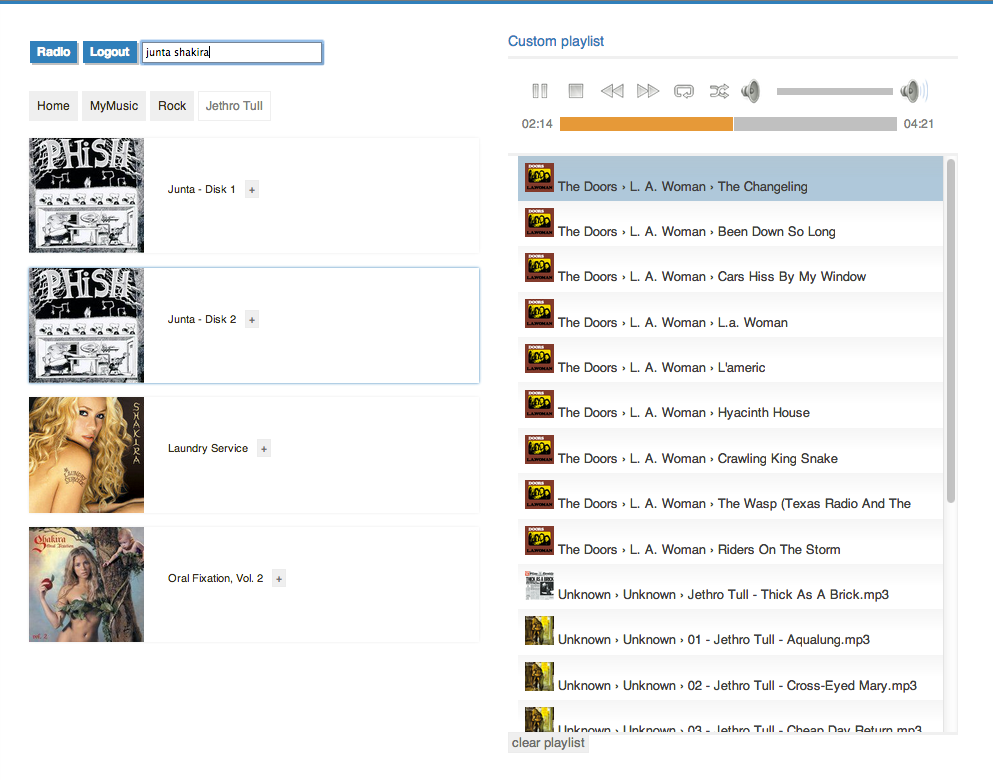 Radio Logout junta shakira
Home MyMusic Rock Jethro Tull
PHiSH
Junta - Disk 1 +
PHiSH
Junta - Disk 2 +
SHAKIRA
Laundry Service +
Shakira
Oral Fixation
vol. 2
Oral Fixation, Vol. 2 +
Custom playlist
02:14 04:21
The Doors › L. A. Woman › The Changeling
The Doors › L. A. Woman › Been Down So Long
The Doors › L. A. Woman › Cars Hiss By My Window
The Doors › L. A. Woman › L.a. Woman
The Doors › L. A. Woman › L'americ
The Doors › L. A. Woman › Hyacinth House
The Doors › L. A. Woman › Crawling King Snake
The Doors › L. A. Woman › The Wasp (Texas Radio And The
The Doors › L. A. Woman › Riders On The Storm
Unknown › Unknown › Jethro Tull - Thick As A Brick.mp3
Unknown › Unknown › 01 - Jethro Tull - Aqualung.mp3
Unknown › Unknown › 02 - Jethro Tull - Cross-Eyed Mary.mp3
Unknown › Unknown › 03 - Jethro Tull - Cheap Day Return.mp3
clear playlist